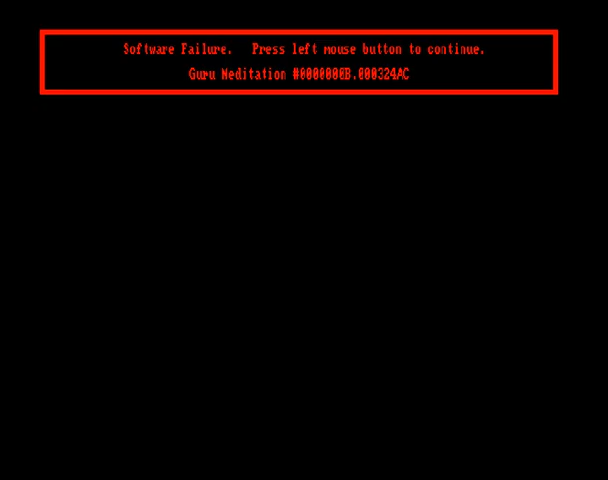 Software Failure.   Press left mouse button to continue.
Guru Meditation #0000000B.000324AC